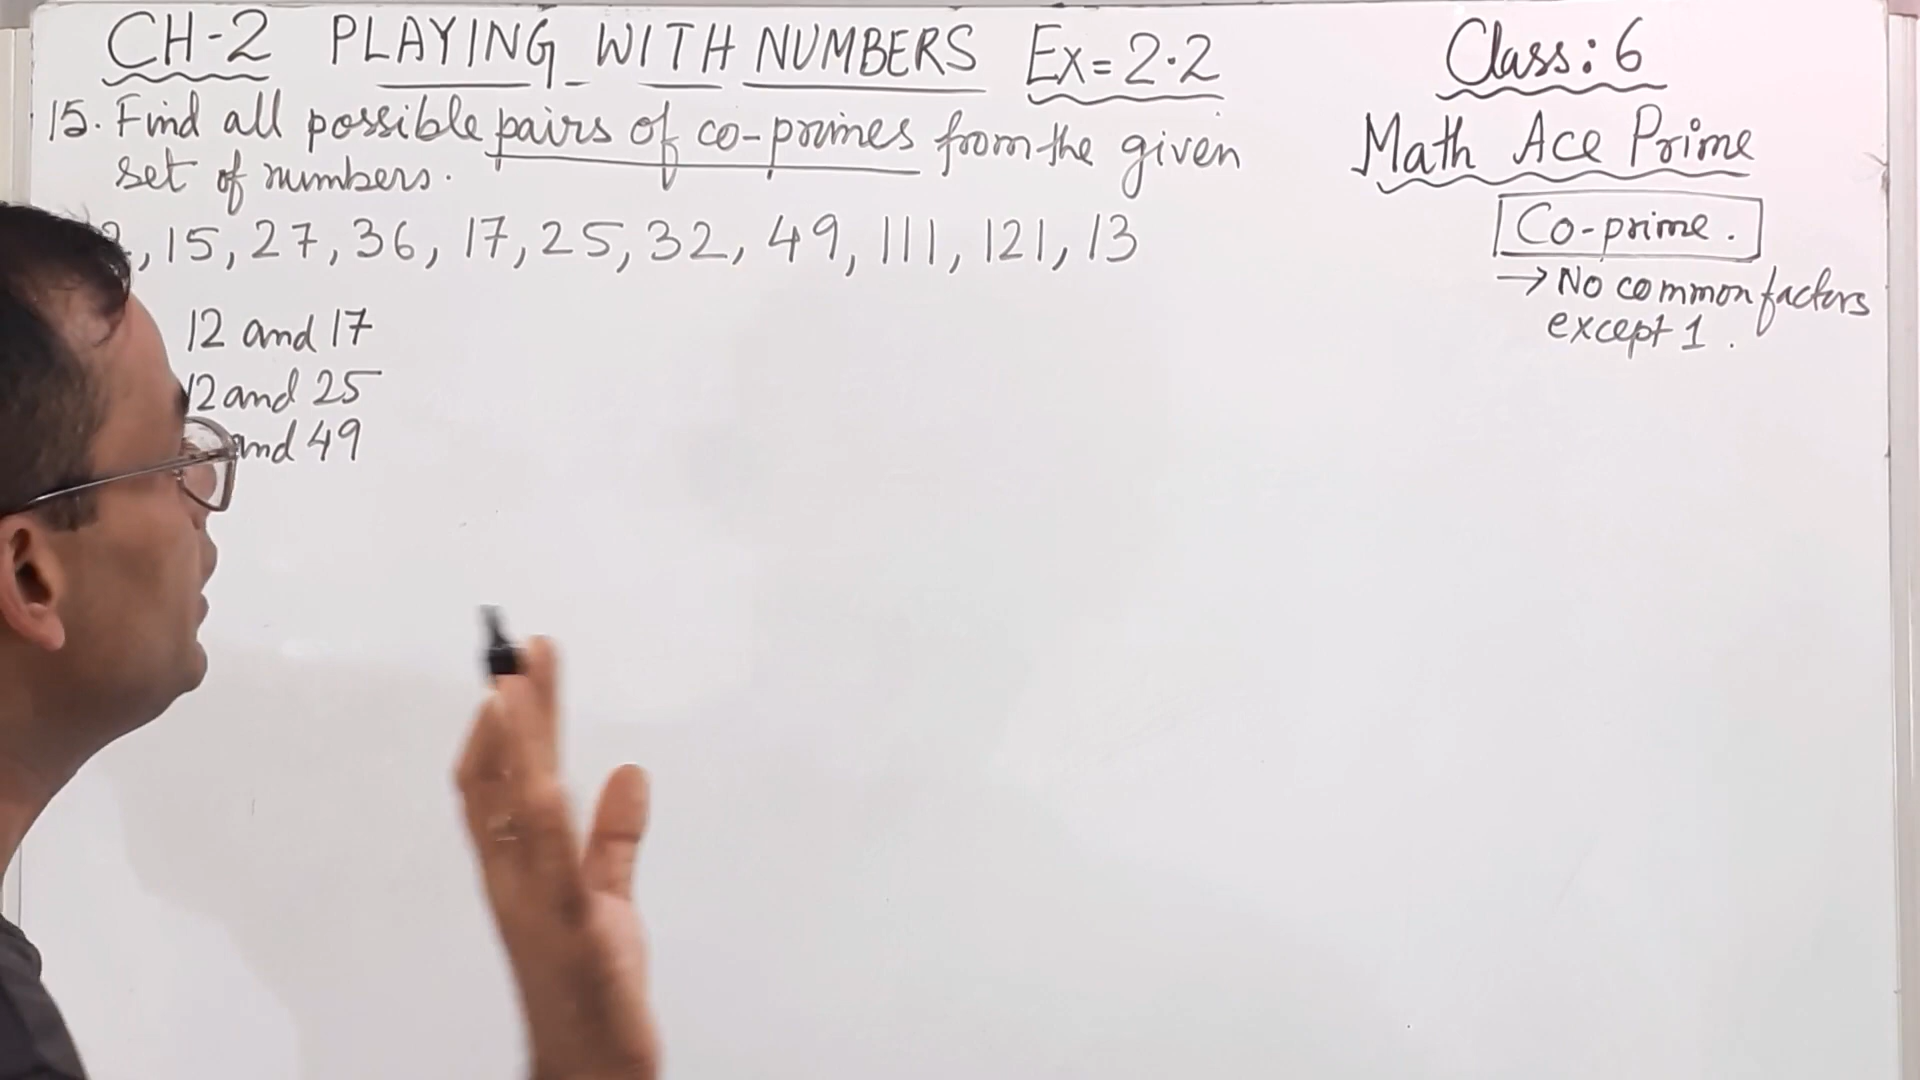 CH-2 PLAYING WITH NUMBERS Ex=2.2
15. Find all possible pairs of co-primes from the given
set of numbers.
, 15, 27, 36, 17, 25, 32, 49, 111, 121, 13
12 and 17
12 and 25
and 49
Class: 6
Math Ace Prime
Co-prime.
→ No common factors
except 1.